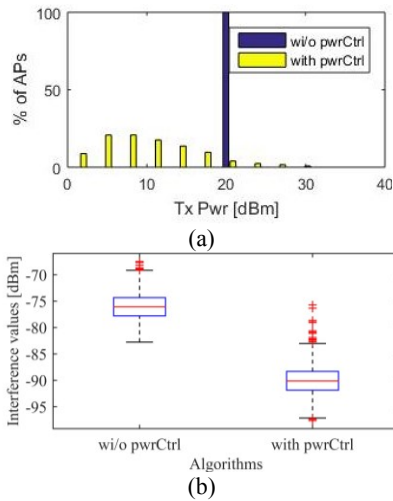 (a)
100
50
0
% of APs
wi/o pwrCtrl
with pwrCtrl
0 10 20 30 40
Tx Pwr [dBm]
(a)
-70
-75
-80
-85
-90
-95
Interference values [dBm]
wi/o pwrCtrl with pwrCtrl
Algorithms
(b)